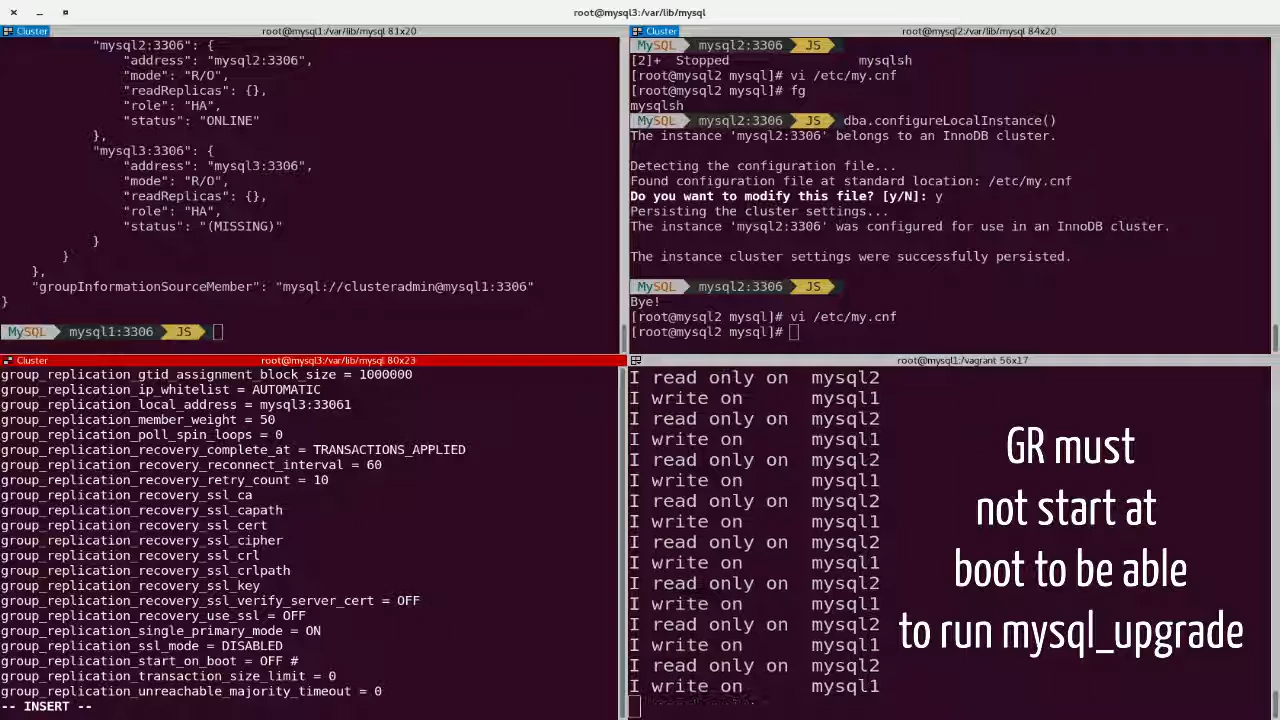 root@mysql3:/var/lib/mysql
Cluster
root@mysql1:/var/lib/mysql 81x20
"mysql2:3306": {
"address": "mysql2:3306",
"mode": "R/O",
"readReplicas": {},
"role": "HA",
"status": "ONLINE"
},
"mysql3:3306": {
"address": "mysql3:3306",
"mode": "R/O",
"readReplicas": {},
"role": "HA",
"status": "(MISSING)"
}
}
},
"groupInformationSourceMember": "mysql://clusteradmin@mysql1:3306"
}
MySQL mysql1:3306 JS
Cluster
root@mysql2:/var/lib/mysql 84x20
MySQL mysql2:3306 JS
[2]+ Stopped mysqlsh
[root@mysql2 mysql]# vi /etc/my.cnf
[root@mysql2 mysql]# fg
mysqlsh
MySQL mysql2:3306 JS dba.configureLocalInstance()
The instance 'mysql2:3306' belongs to an InnoDB cluster.
Detecting the configuration file...
Found configuration file at standard location: /etc/my.cnf
Do you want to modify this file? [y/N]: y
Persisting the cluster settings...
The instance 'mysql2:3306' was configured for use in an InnoDB cluster.
The instance cluster settings were successfully persisted.
MySQL mysql2:3306 JS
Bye!
[root@mysql2 mysql]# vi /etc/my.cnf
[root@mysql2 mysql]#
Cluster
root@mysql3:/var/lib/mysql 80x23
group_replication_gtid_assignment_block_size = 1000000
group_replication_ip_whitelist = AUTOMATIC
group_replication_local_address = mysql3:33061
group_replication_member_weight = 50
group_replication_poll_spin_loops = 0
group_replication_recovery_complete_at = TRANSACTIONS_APPLIED
group_replication_recovery_reconnect_interval = 60
group_replication_recovery_retry_count = 10
group_replication_recovery_ssl_ca
group_replication_recovery_ssl_capath
group_replication_recovery_ssl_cert
group_replication_recovery_ssl_cipher
group_replication_recovery_ssl_crl
group_replication_recovery_ssl_crlpath
group_replication_recovery_ssl_key
group_replication_recovery_ssl_verify_server_cert = OFF
group_replication_recovery_use_ssl = OFF
group_replication_single_primary_mode = ON
group_replication_ssl_mode = DISABLED
group_replication_start_on_boot = OFF #
group_replication_transaction_size_limit = 0
group_replication_unreachable_majority_timeout = 0
-- INSERT --
root@mysql1:/vagrant 56x17
I read only on mysql2
I write on mysql1
I read only on mysql2
I write on mysql1
I read only on mysql2
I write on mysql1
I read only on mysql2
I write on mysql1
I read only on mysql2
I write on mysql1
I read only on mysql2
I write on mysql1
I read only on mysql2
I write on mysql1
I read only on mysql2
I write on mysql1
GR must
not start at
boot to be able
to run mysql_upgrade